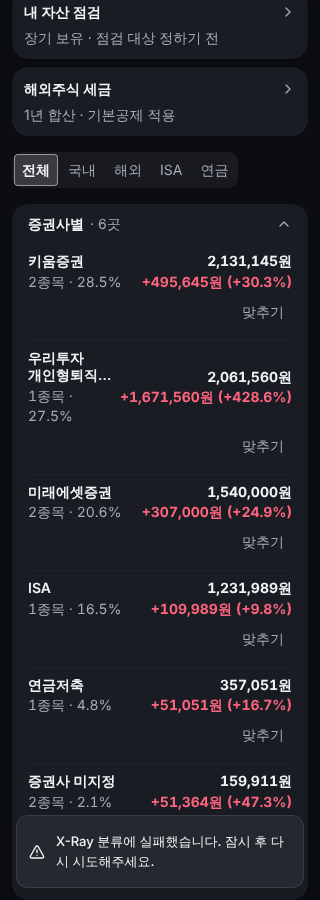 내 자산 점검
장기 보유 · 점검 대상 정하기 전
해외주식 세금
1년 합산 · 기본공제 적용
전체 국내 해외 ISA 연금
증권사별 · 6곳
키움증권 2,131,145원
2종목 · 28.5% +495,645원 (+30.3%)
맞추기
우리투자
개인형퇴직... 2,061,560원
1종목 · +1,671,560원 (+428.6%)
27.5%
맞추기
미래에셋증권 1,540,000원
2종목 · 20.6% +307,000원 (+24.9%)
맞추기
ISA 1,231,989원
1종목 · 16.5% +109,989원 (+9.8%)
맞추기
연금저축 357,051원
1종목 · 4.8% +51,051원 (+16.7%)
맞추기
증권사 미지정 159,911원
2종목 · 2.1% +51,364원 (+47.3%)
X-Ray 분류에 실패했습니다. 잠시 후 다
시 시도해주세요.